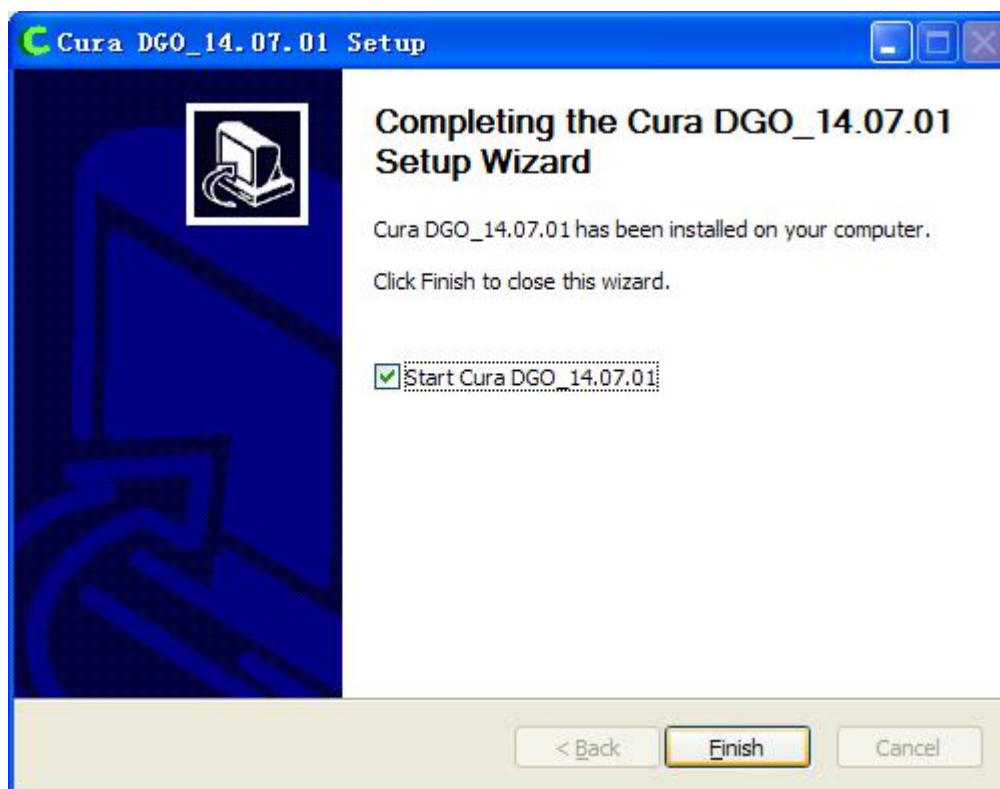 Cura DGO_14.07.01 Setup
Completing the Cura DGO_14.07.01
Setup Wizard
Cura DGO_14.07.01 has been installed on your computer.
Click Finish to close this wizard.
Start Cura DGO_14.07.01
< Back
Finish
Cancel